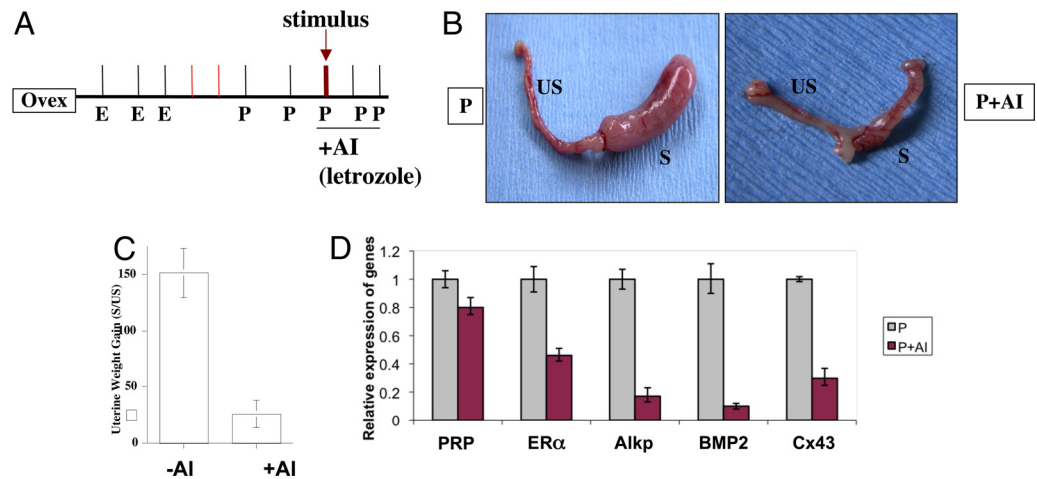 A
stimulus
Ovex
E E E P P P P P
+AI
(letrozole)
B
P
US
S
US
S
P+AI
C
Uterine Weight Gain (S/US)
150
100
50
0
-AI +AI
D
Relative expression of genes
1.2
1
0.8
0.6
0.4
0.2
0
PRP ERα Alkp BMP2 Cx43
P
P+AI